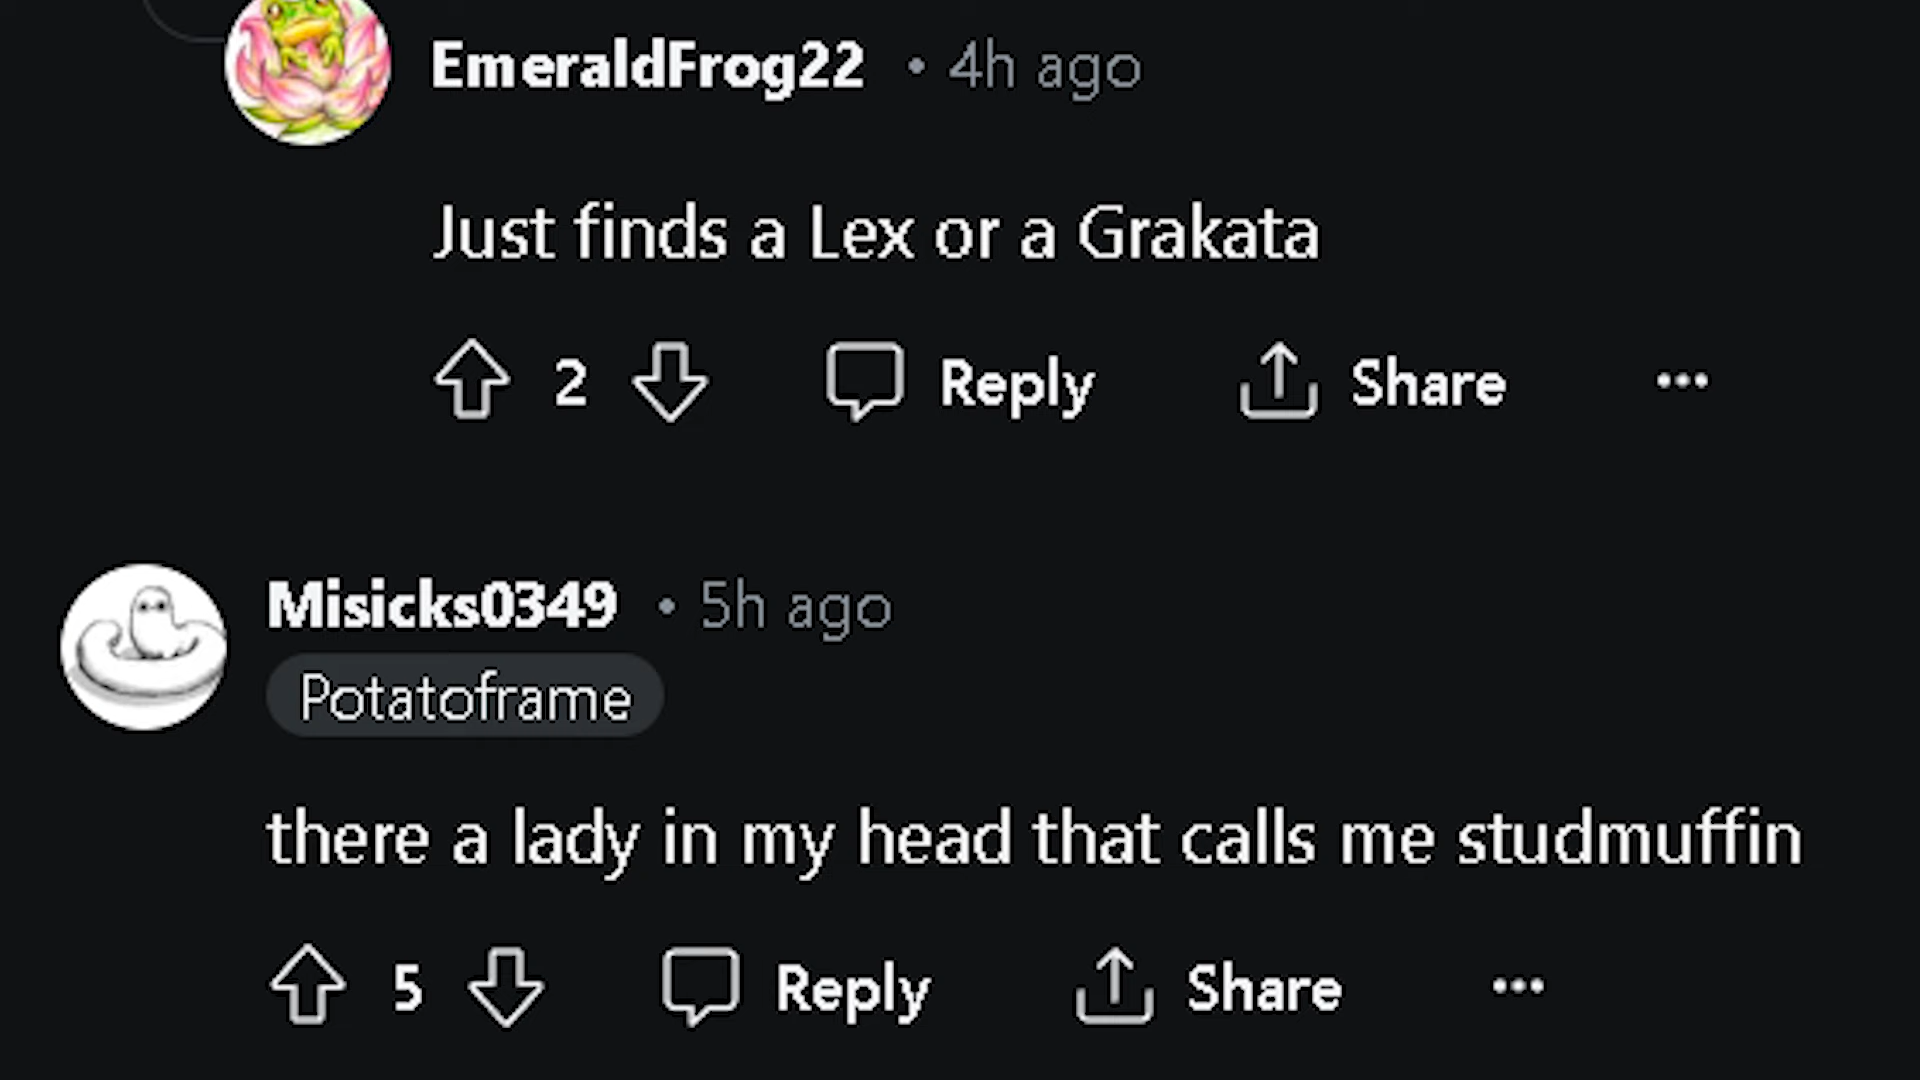 EmeraldFrog22 • 4h ago
Just finds a Lex or a Grakata
2 Reply Share ...
Misicks0349 • 5h ago
Potatoframe
there a lady in my head that calls me studmuffin
5 Reply Share ...